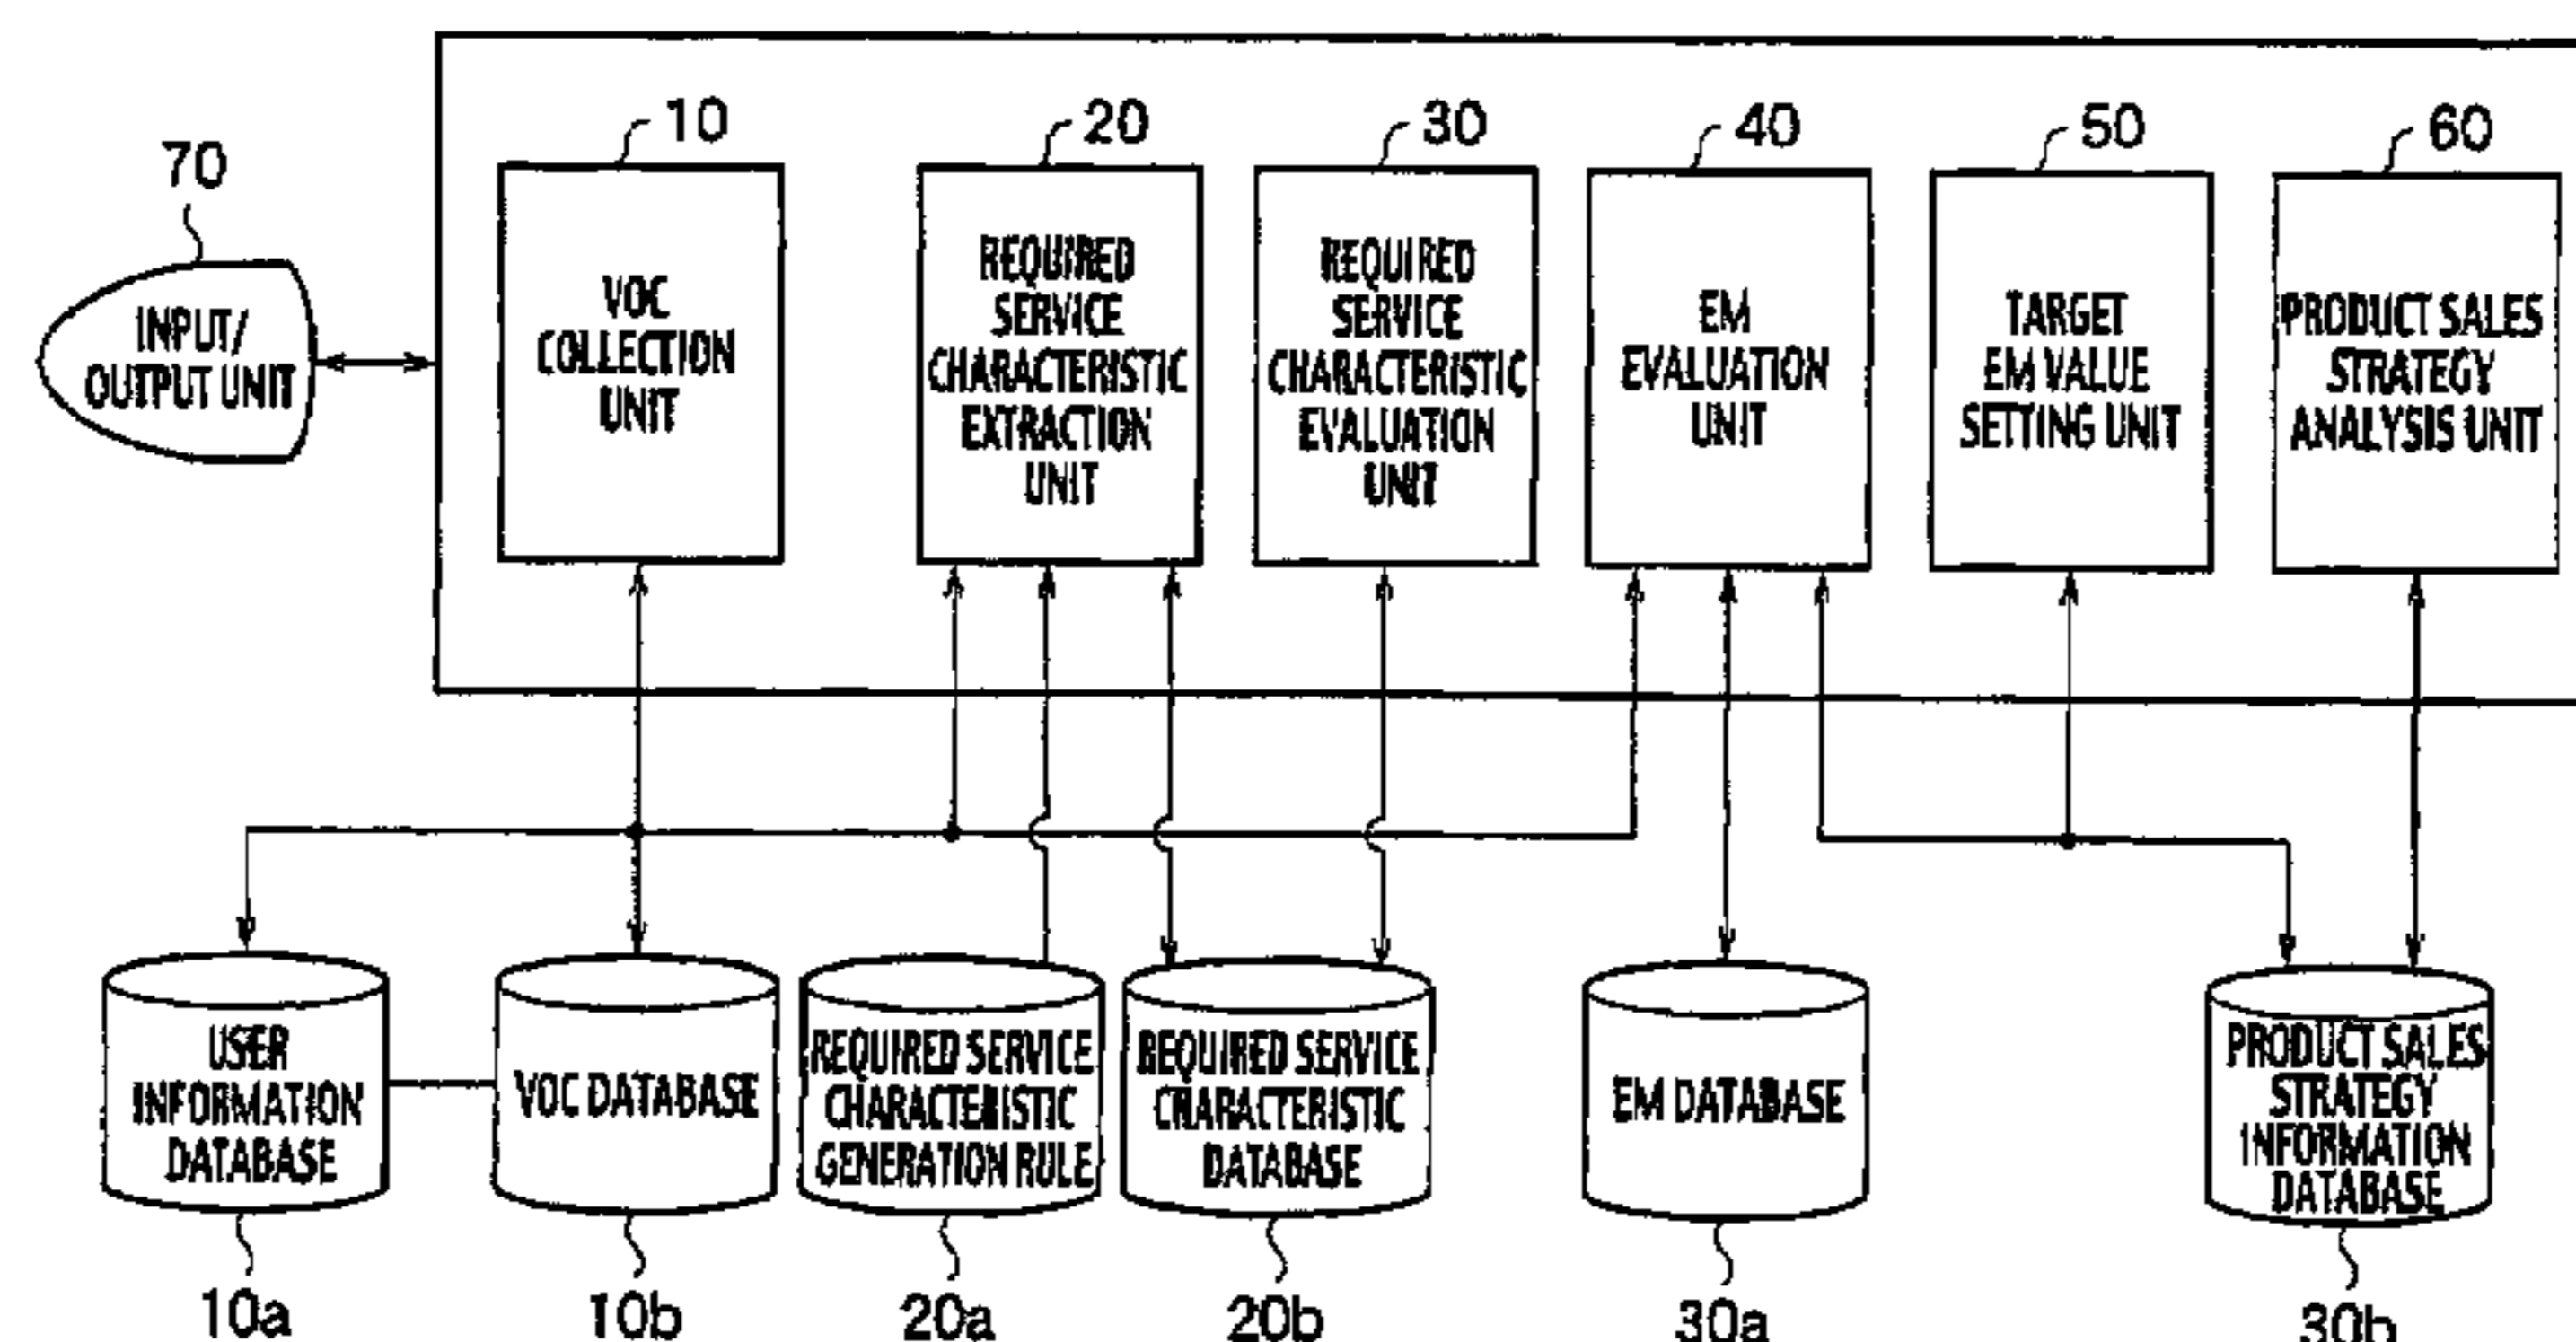 10
20
30
40
50
60
70
INPUT/
OUTPUT UNIT
VOC
COLLECTION
UNIT
REQUIRED
SERVICE
CHARACTERISTIC
EXTRACTION
UNIT
REQUIRED
SERVICE
CHARACTERISTIC
EVALUATION
UNIT
EM
EVALUATION
UNIT
TARGET
EM VALUE
SETTING UNIT
PRODUCT SALES
STRATEGY
ANALYSIS UNIT
USER
INFORMATION
DATABASE
VOC DATABASE
REQUIRED SERVICE
CHARACTERISTIC
GENERATION RULE
REQUIRED SERVICE
CHARACTERISTIC
DATABASE
EM DATABASE
PRODUCT SALES
STRATEGY
INFORMATION
DATABASE
10a
10b
20a
20b
30a
30b